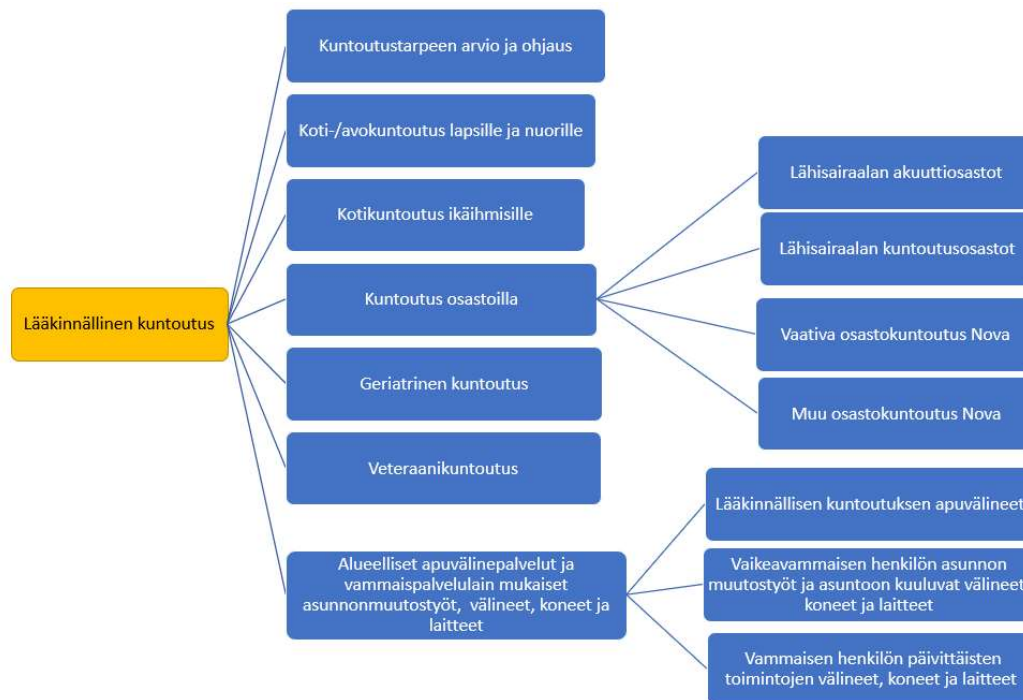 Lääkinnällinen kuntoutus
Kuntoutustarpeen arvio ja ohjaus
Koti-/avokuntoutus lapsille ja nuorille
Kotikuntoutus ikäihmisille
Kuntoutus osastoilla
Geriatrinen kuntoutus
Veteraanikuntoutus
Alueelliset apuvälinepalvelut ja
vammaispalvelulain mukaiset
asunnonmuutostyöt, välineet, koneet ja
laitteet
Lähisairaalan akuuttiosastot
Lähisairaalan kuntoutusosastot
Vaativa osastokuntoutus Nova
Muu osastokuntoutus Nova
Lääkinnällisen kuntoutuksen apuvälineet
Vaikeavammaisen henkilön asunnon
muutostyöt ja asuntoon kuuluvat välineet
koneet ja laitteet
Vammaisen henkilön päivittäisten
toimintojen välineet, koneet ja laitteet